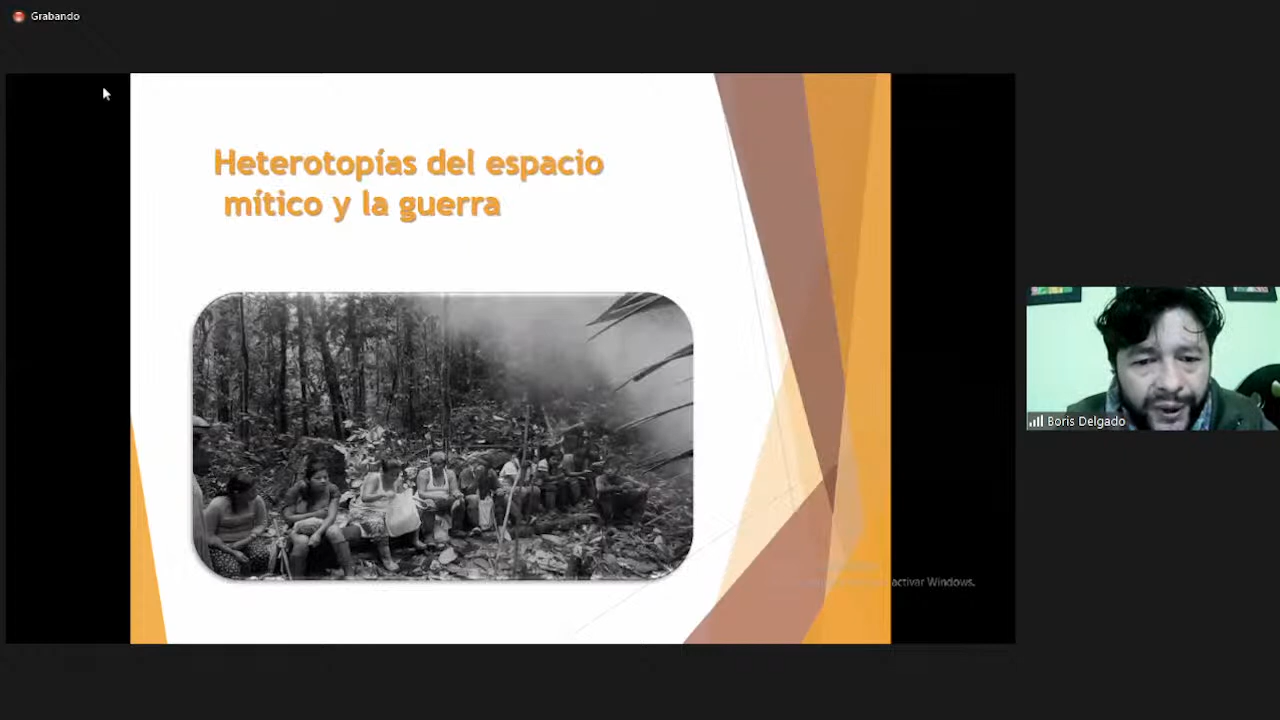 Grabando
Heterotopías del espacio
mítico y la guerra
activar Windows.
Boris Delgado